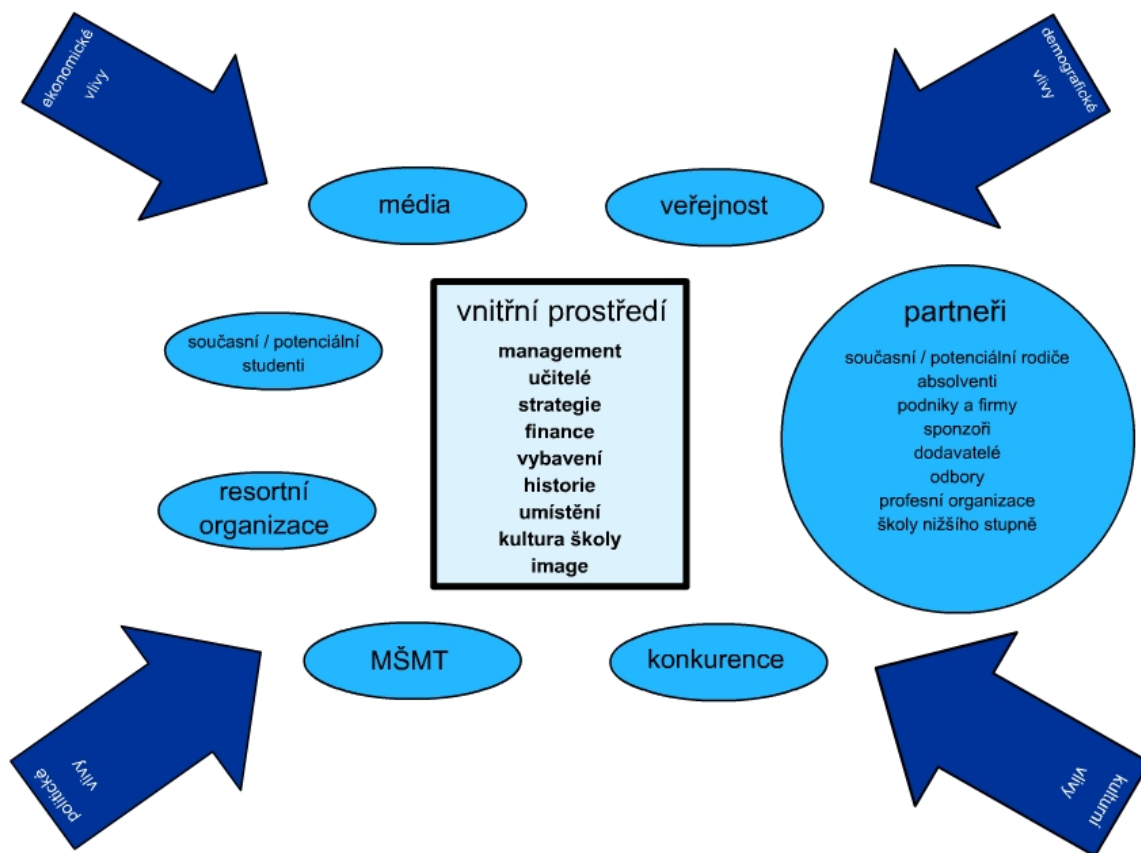 ekonomické
vlivy
demografické
vlivy
média
veřejnost
současní / potenciální
studenti
resortní
organizace
vnitřní prostředí
management
učitelé
strategie
finance
vybavení
historie
umístění
kultura školy
image
partneři
současní / potenciální rodiče
absolventi
podniky a firmy
sponzoři
dodavatelé
odbory
profesní organizace
školy nižšího stupně
MŠMT
konkurence
politické
vlivy
kulturní
vlivy